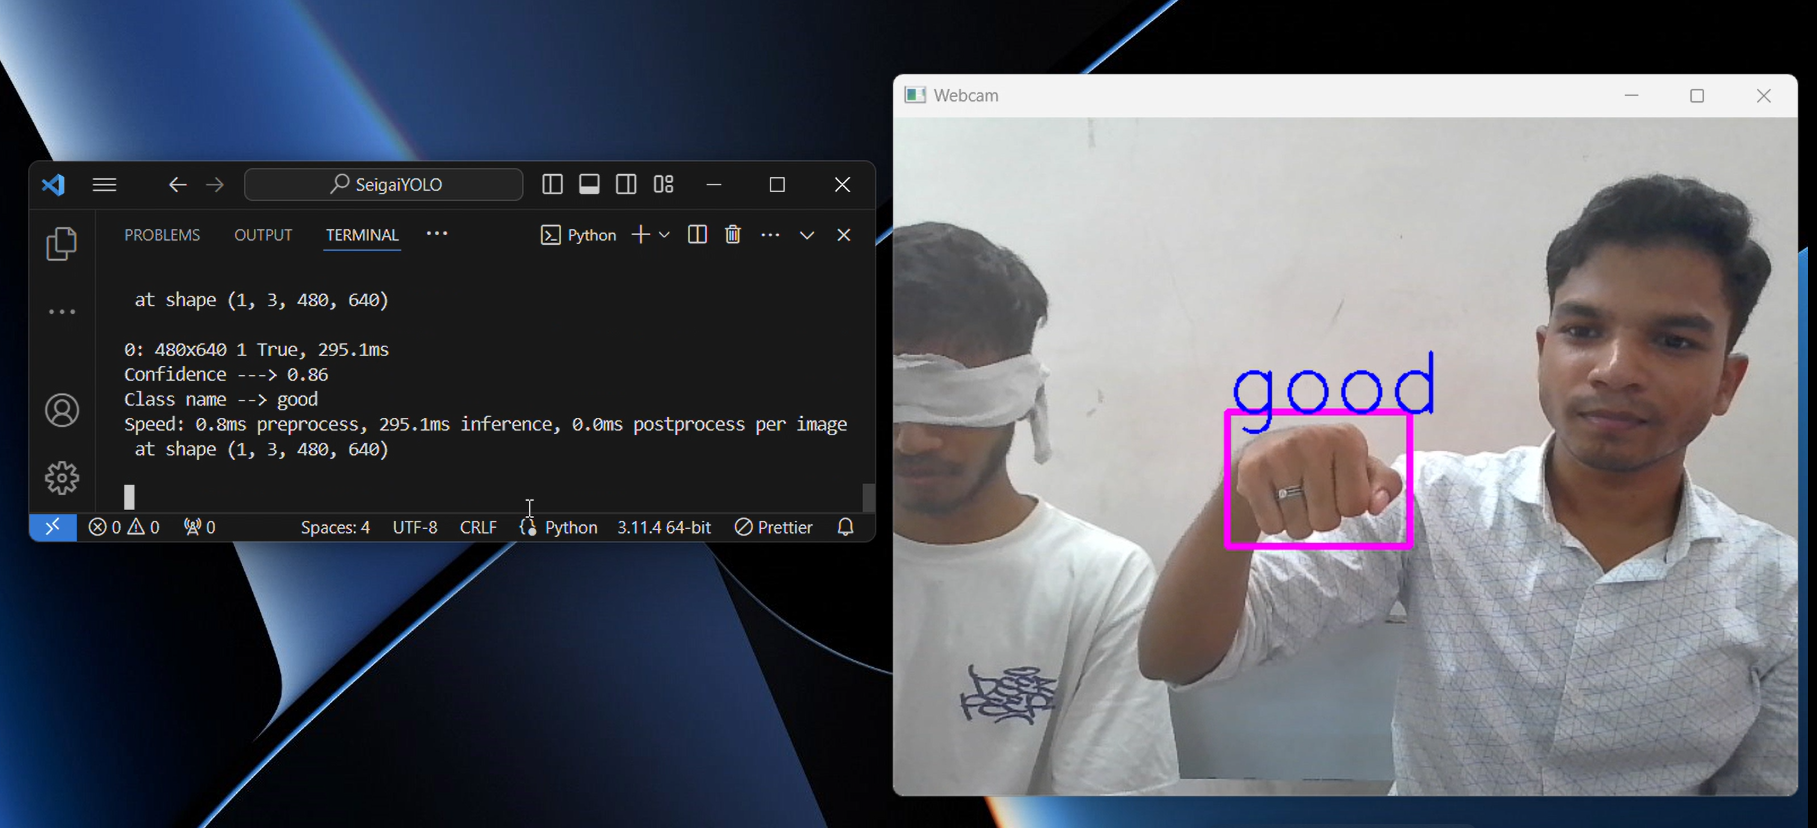 SeigaiYOLO
PROBLEMS OUTPUT TERMINAL ··· Python
at shape (1, 3, 480, 640)
0: 480x640 1 True, 295.1ms
Confidence ---> 0.86
Class name --> good
Speed: 0.8ms preprocess, 295.1ms inference, 0.0ms postprocess per image
at shape (1, 3, 480, 640)
0 0 0 Spaces: 4 UTF-8 CRLF Python 3.11.4 64-bit Prettier
Webcam
good